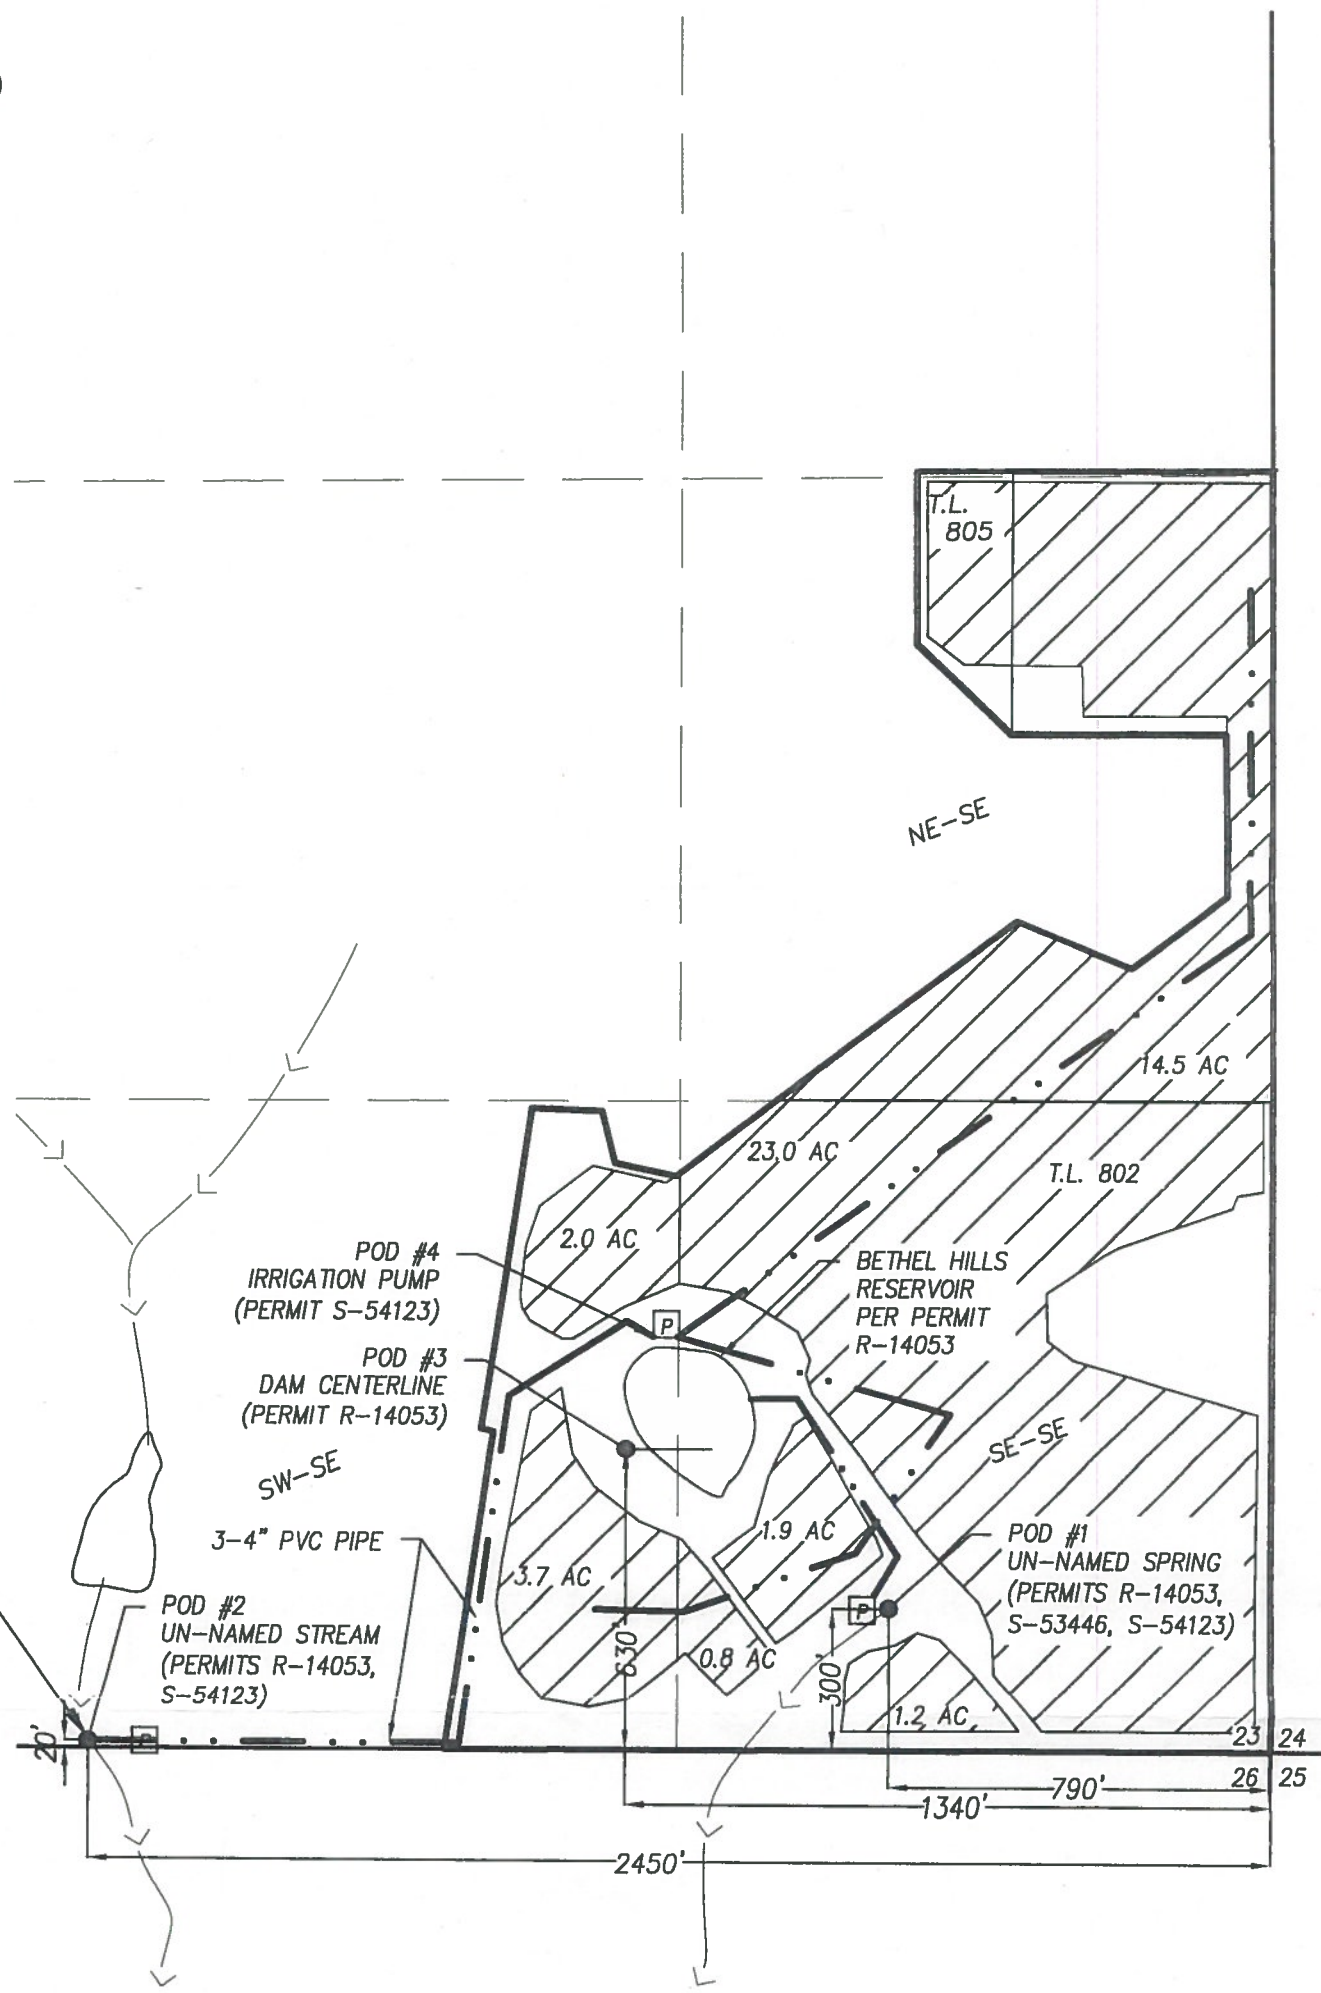 T.L.
805
NE-SE
14.5 AC
23.0 AC
T.L. 802
2.0 AC
POD #4
IRRIGATION PUMP
(PERMIT S-54123)
BETHEL HILLS
RESERVOIR
PER PERMIT
R-14053
P
POD #3
DAM CENTERLINE
(PERMIT R-14053)
SW-SE
SE-SE
3-4" PVC PIPE
1.9 AC
3.7 AC
POD #1
UN-NAMED SPRING
(PERMITS R-14053,
S-53446, S-54123)
P
POD #2
UN-NAMED STREAM
(PERMITS R-14053,
S-54123)
630'
0.8 AC
300'
1.2 AC
20'
P
23 24
26 25
790'
1340'
2450'